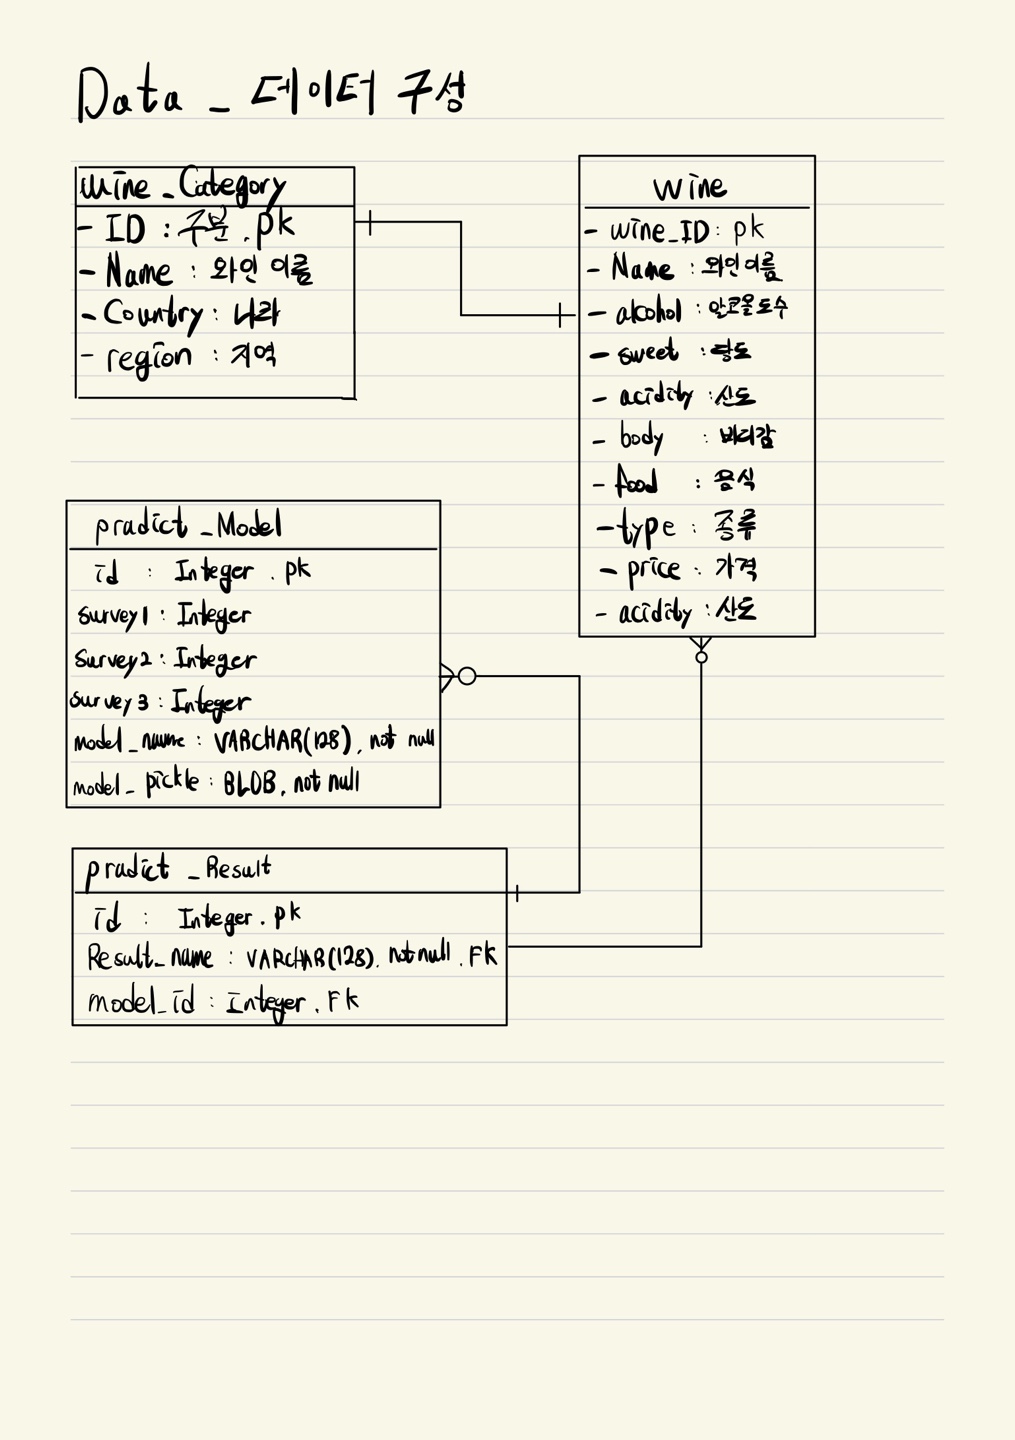 Data _ 데이터 구성
Wine _ Category
- ID : 주문 . pk
- Name : 와인 이름
- Country : 나라
- region : 지역
wine
- wine_ID : pk
- Name : 와인이름
- alcohol : 알코올도수
- sweet : 당도
- acidity : 산도
- body : 바디감
- food : 음식
- type : 종류
- price : 가격
- acidity : 산도
pradict _ Model
id : Integer . pk
survey1 : Integer
survey2 : Integer
survey3 : Integer
model_name : VARCHAR(128), not null
model_pickle : BLOB, not null
pradict _ Result
id : Integer . pk
Result_name : VARCHAR(128), not null . FK
model_id : Integer . FK